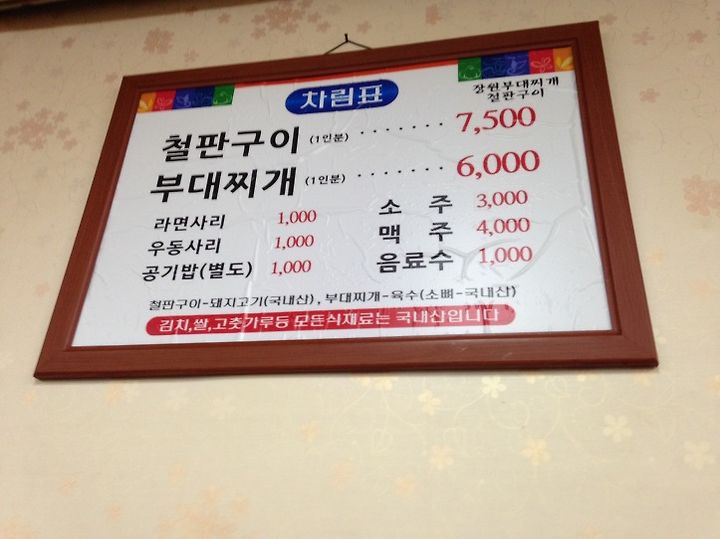 차림표
장원부대찌개
철판구이
철판구이 (1인분) ······· 7,500
부대찌개 (1인분) ······· 6,000
라면사리 1,000
우동사리 1,000
공기밥(별도) 1,000
소 주 3,000
맥 주 4,000
음료수 1,000
철판구이-돼지고기(국내산), 부대찌개-육수(소뼈-국내산)
김치,쌀,고춧가루등 모든식재료는 국내산입니다